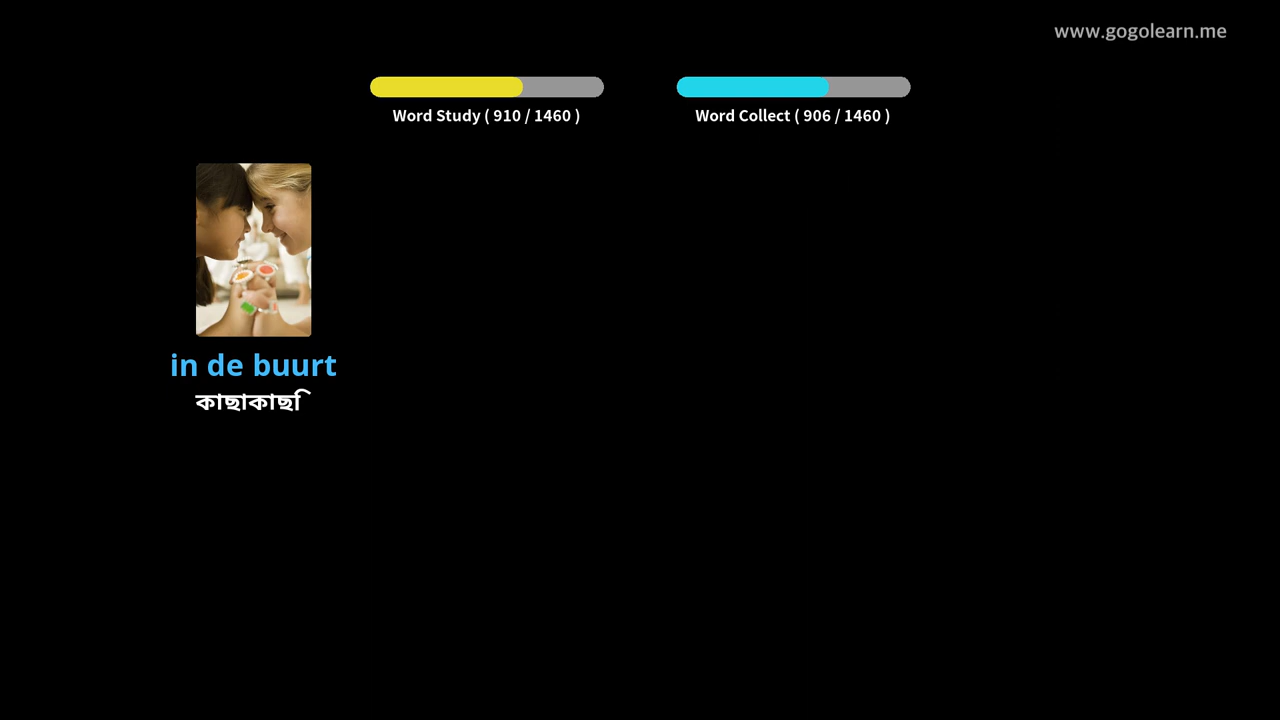 www.gogolearn.me
Word Study ( 910 / 1460 )
Word Collect ( 906 / 1460 )
in de buurt
কাছাকাছি